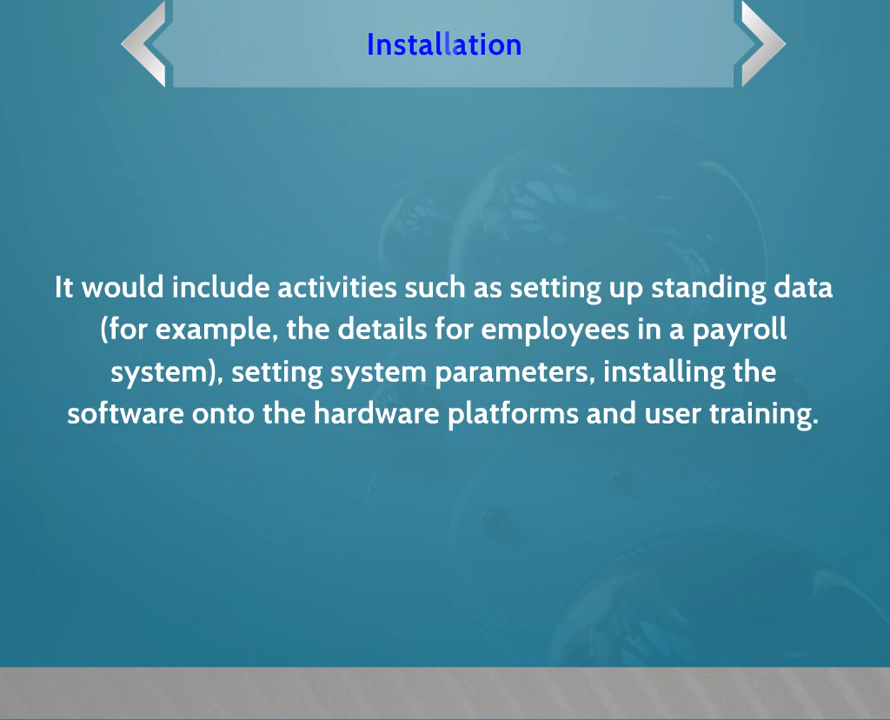 Installation
It would include activities such as setting up standing data
(for example, the details for employees in a payroll
system), setting system parameters, installing the
software onto the hardware platforms and user training.